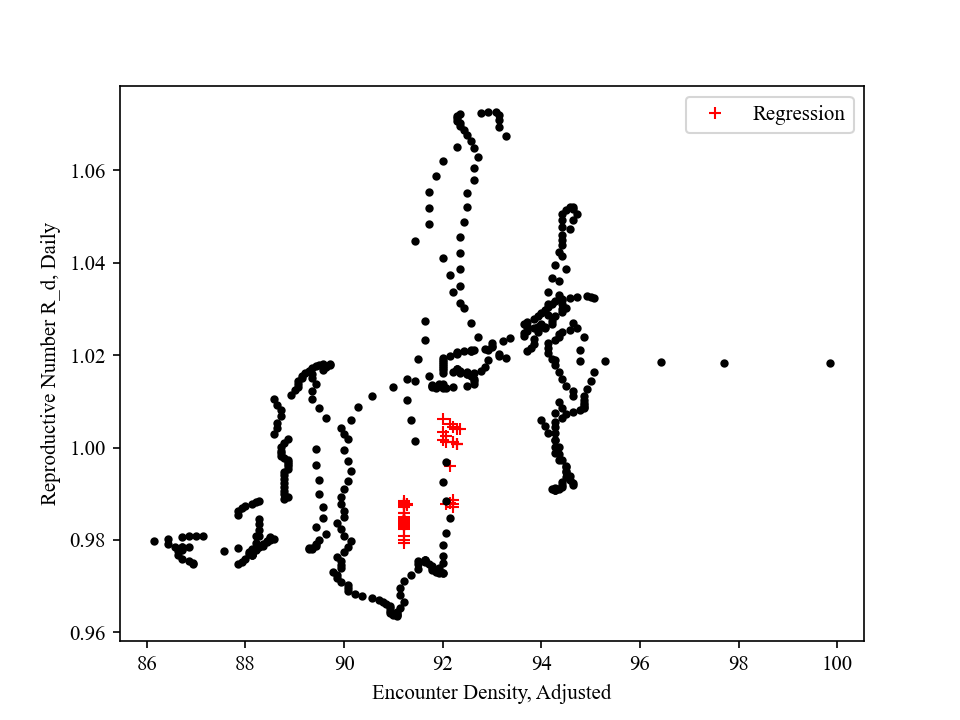 Regression
1.06
1.04
1.02
1.00
0.98
0.96
Reproductive Number R_d, Daily
86 88 90 92 94 96 98 100
Encounter Density, Adjusted